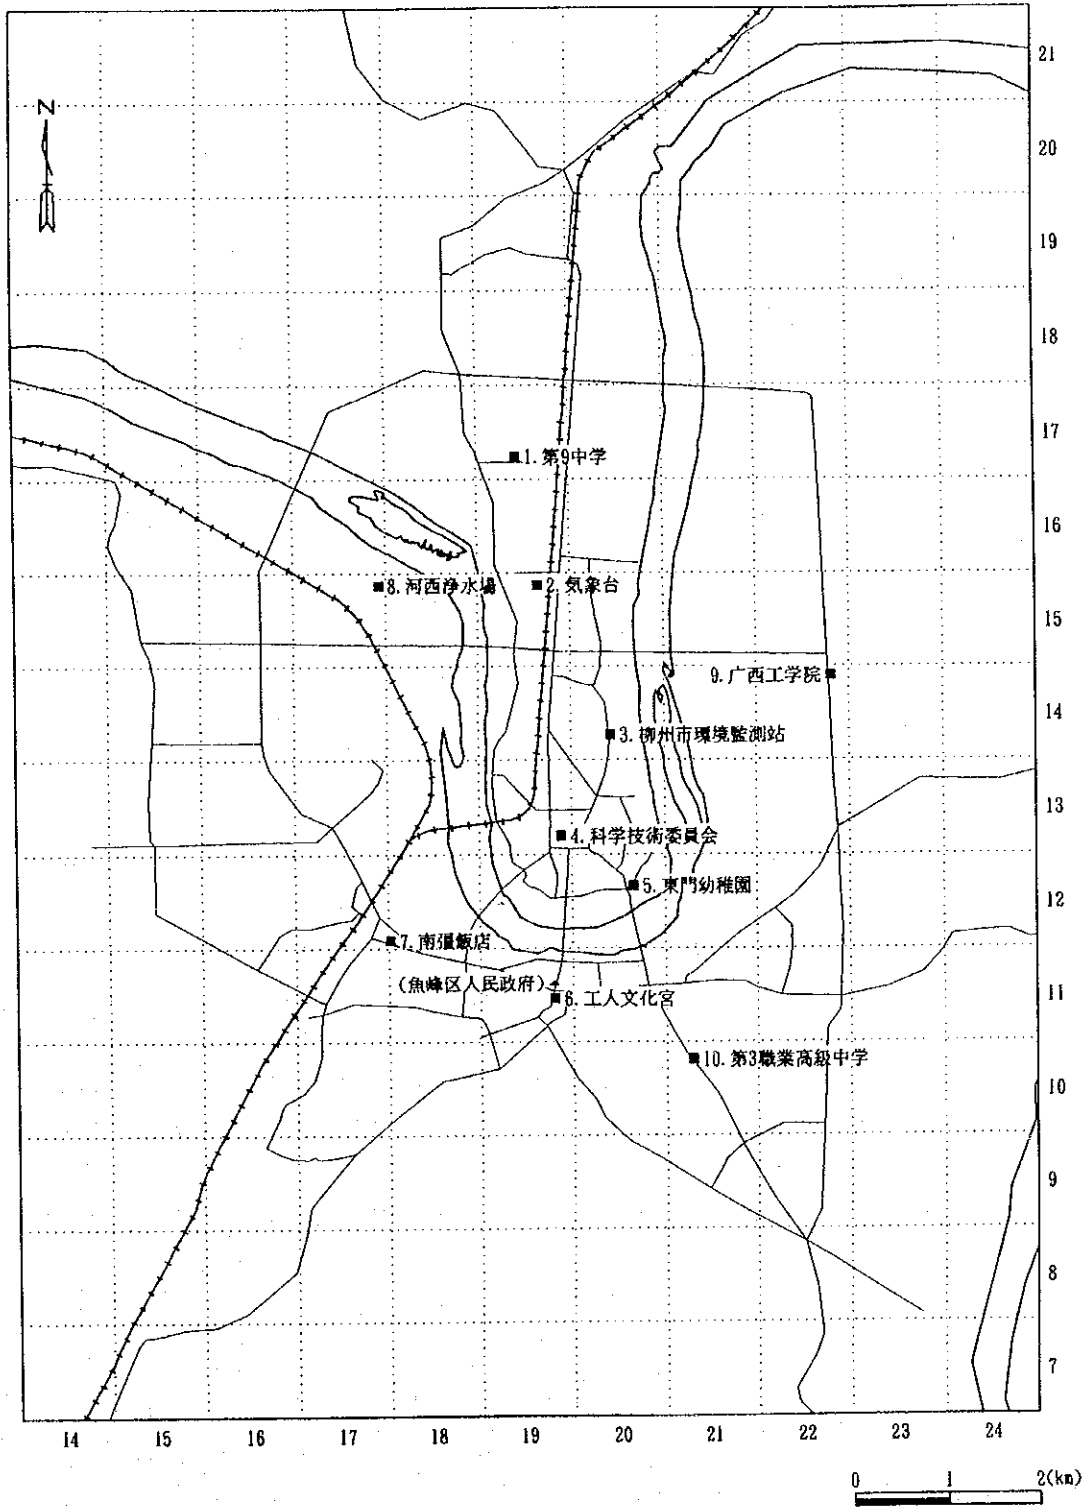 N
21
20
19
18
17
1. 第9中学
16
8. 河西浄水場
2. 気象台
15
9. 广西工学院
14
3. 柳州市環境監測站
13
4. 科学技術委員会
5. 東門幼稚園
12
7. 南疆飯店
(魚峰区人民政府)
6. 工人文化宮
11
10. 第3職業高級中学
10
9
8
7
14 15 16 17 18 19 20 21 22 23 24
0 1 2(km)